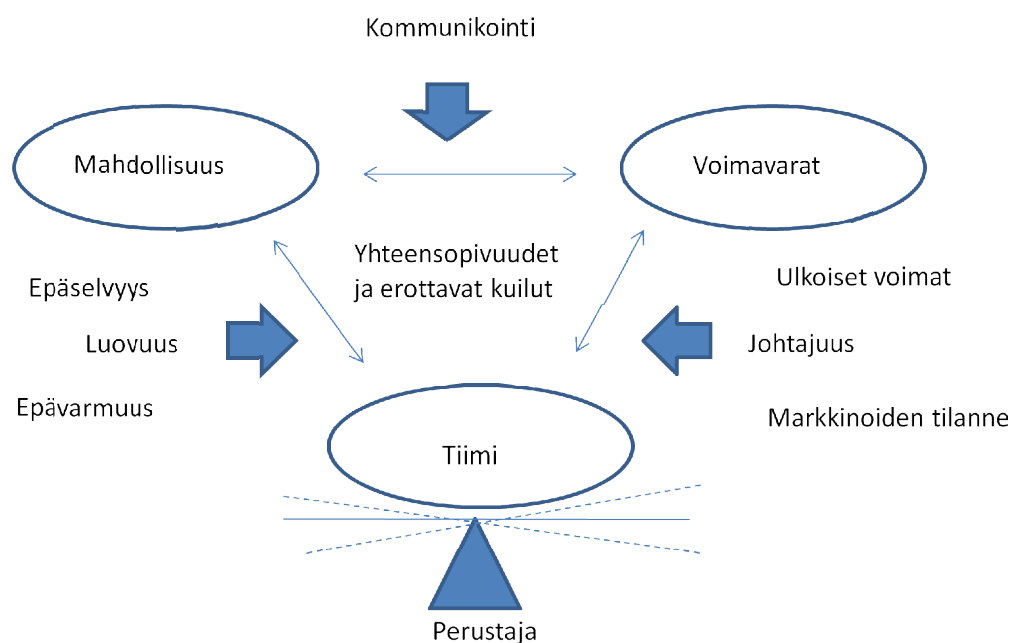 Kommunikointi
Mahdollisuus
Voimavarat
Yhteensopivuudet
ja erottavat kuilut
Epäselvyys
Luovuus
Epävarmuus
Ulkoiset voimat
Johtajuus
Markkinoiden tilanne
Tiimi
Perustaja